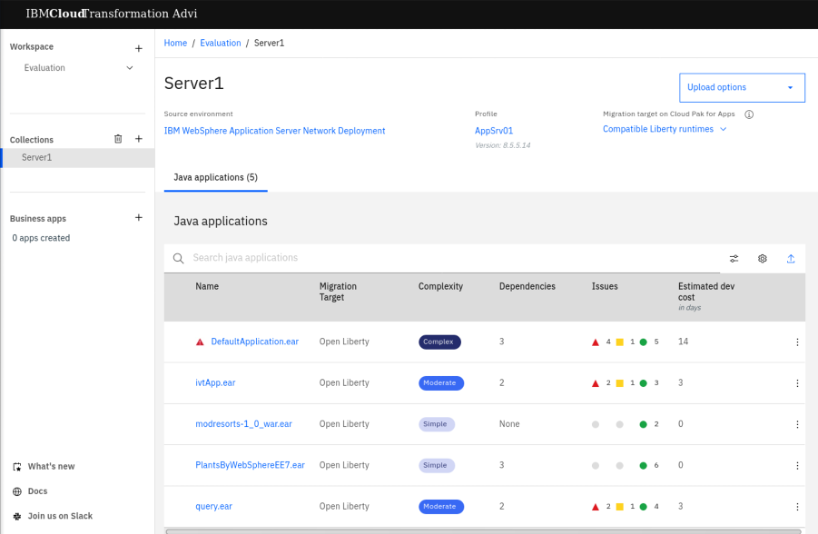 IBM Cloud Transformation Advi
Workspace
Evaluation
Collections
Server1
Business apps
0 apps created
What's new
Docs
Join us on Slack
Home / Evaluation / Server1
Server1
Upload options
Source environment
IBM WebSphere Application Server Network Deployment
Profile
AppSrv01
Version: 8.5.5.14
Migration target on Cloud Pak for Apps
Compatible Liberty runtimes
Java applications (5)
Java applications
Search java applications
Name Migration Target Complexity Dependencies Issues Estimated dev cost in days
DefaultApplication.ear Open Liberty Complex 3 4 1 5 14
ivtApp.ear Open Liberty Moderate 2 2 1 3 3
modresorts-1_0_war.ear Open Liberty Simple None 2 0
PlantsByWebSphereEE7.ear Open Liberty Simple 3 6 0
query.ear Open Liberty Moderate 2 2 1 4 3